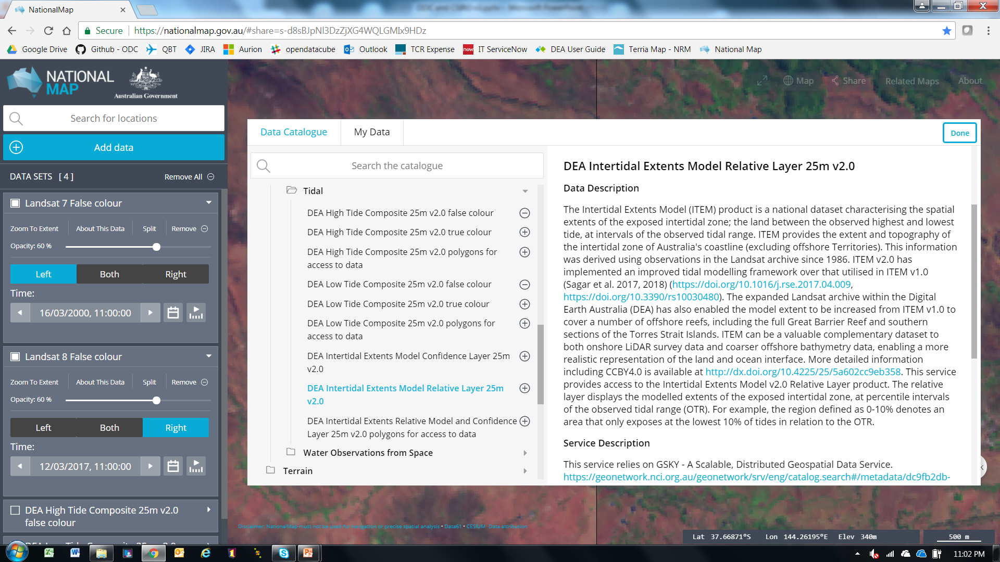 NationalMap
Secure
https://nationalmap.gov.au/#share=s-d8sBJpNl3DzZjXG4WQLGMIx9HDz
Google Drive
Github - ODC
QBT
JIRA
Aurion
opendatacube
Outlook
TCR Expense
now
IT ServiceNow
DEA User Guide
Terria Map - NRM
National Map
NATIONAL
MAP
Australian Government
Map
Share
Related Maps
About
Search for locations
Add data
DATA SETS [ 4 ]
Remove All
Landsat 7 False colour
Zoom To Extent
About This Data
Split
Remove
Opacity: 60 %
Left
Both
Right
Time:
16/03/2000, 11:00:00
Landsat 8 False colour
Zoom To Extent
About This Data
Split
Remove
Opacity: 60 %
Left
Both
Right
Time:
12/03/2017, 11:00:00
DEA High Tide Composite 25m v2.0
false colour
Data Catalogue
My Data
Done
Search the catalogue
Tidal
DEA High Tide Composite 25m v2.0 false colour
DEA High Tide Composite 25m v2.0 true colour
DEA High Tide Composite 25m v2.0 polygons for
access to data
DEA Low Tide Composite 25m v2.0 false colour
DEA Low Tide Composite 25m v2.0 true colour
DEA Low Tide Composite 25m v2.0 polygons for
access to data
DEA Intertidal Extents Model Confidence Layer 25m
v2.0
DEA Intertidal Extents Model Relative Layer 25m
v2.0
DEA Intertidal Extents Relative Model and Confidence
Layer 25m v2.0 polygons for access to data
Water Observations from Space
Terrain
DEA Intertidal Extents Model Relative Layer 25m v2.0
Data Description
The Intertidal Extents Model (ITEM) product is a national dataset characterising the spatial
extents of the exposed intertidal zone; the land between the observed highest and lowest
tide, at intervals of the observed tidal range. ITEM provides the extent and topography of
the intertidal zone of Australia's coastline (excluding offshore Territories). This information
was derived using observations in the Landsat archive since 1986. ITEM v2.0 has
implemented an improved tidal modelling framework over that utilised in ITEM v1.0
(Sagar et al. 2017, 2018) (https://doi.org/10.1016/j.rse.2017.04.009,
https://doi.org/10.3390/rs10030480). The expanded Landsat archive within the Digital
Earth Australia (DEA) has also enabled the model extent to be increased from ITEM v1.0 to
cover a number of offshore reefs, including the full Great Barrier Reef and southern
sections of the Torres Strait Islands. ITEM can be a valuable complementary dataset to
both onshore LiDAR survey data and coarser offshore bathymetry data, enabling a more
realistic representation of the land and ocean interface. More detailed information
including CCBY4.0 is available at http://dx.doi.org/10.4225/25/5a602cc9eb358. This service
provides access to the Intertidal Extents Model v2.0 Relative Layer product. The relative
layer displays the modelled extents of the exposed intertidal zone, at percentile intervals
of the observed tidal range (OTR). For example, the region defined as 0-10% denotes an
area that only exposes at the lowest 10% of tides in relation to the OTR.
Service Description
This service relies on GSKY - A Scalable, Distributed Geospatial Data Service.
https://geonetwork.nci.org.au/geonetwork/srv/eng/catalog.search#/metadata/dc9fb2db-
Disclaimer: NationalMap must not be used for navigation or precise spatial analysis • Data61 • CESIUM Data attribution
Lat 37.66871°S Lon 144.26195°E Elev 340m
500 m
11:02 PM